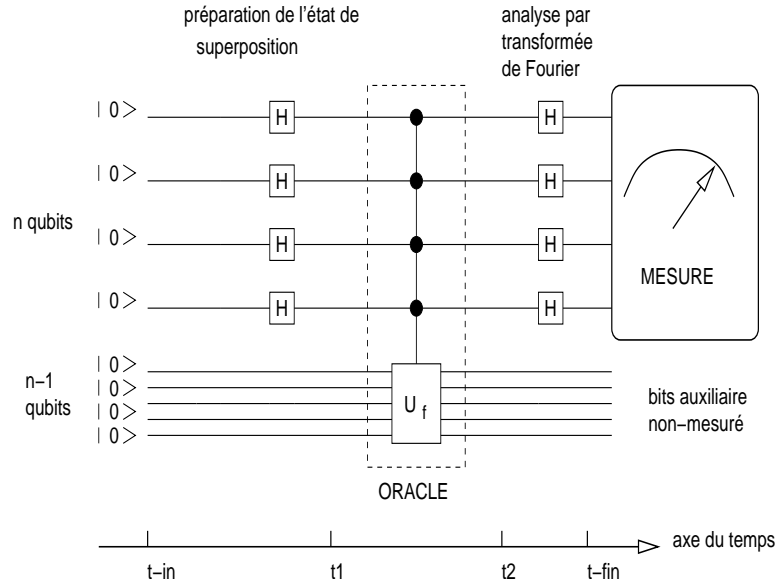 préparation de l'état de
superposition
analyse par
transformée
de Fourier
| 0>
H
H
| 0>
H
H
n qubits
| 0>
H
H
MESURE
| 0>
H
H
| 0>
| 0>
n-1
qubits
| 0>
| 0>
U f
bits auxiliaire
non-mesuré
ORACLE
axe du temps
t-in
t1
t2
t-fin